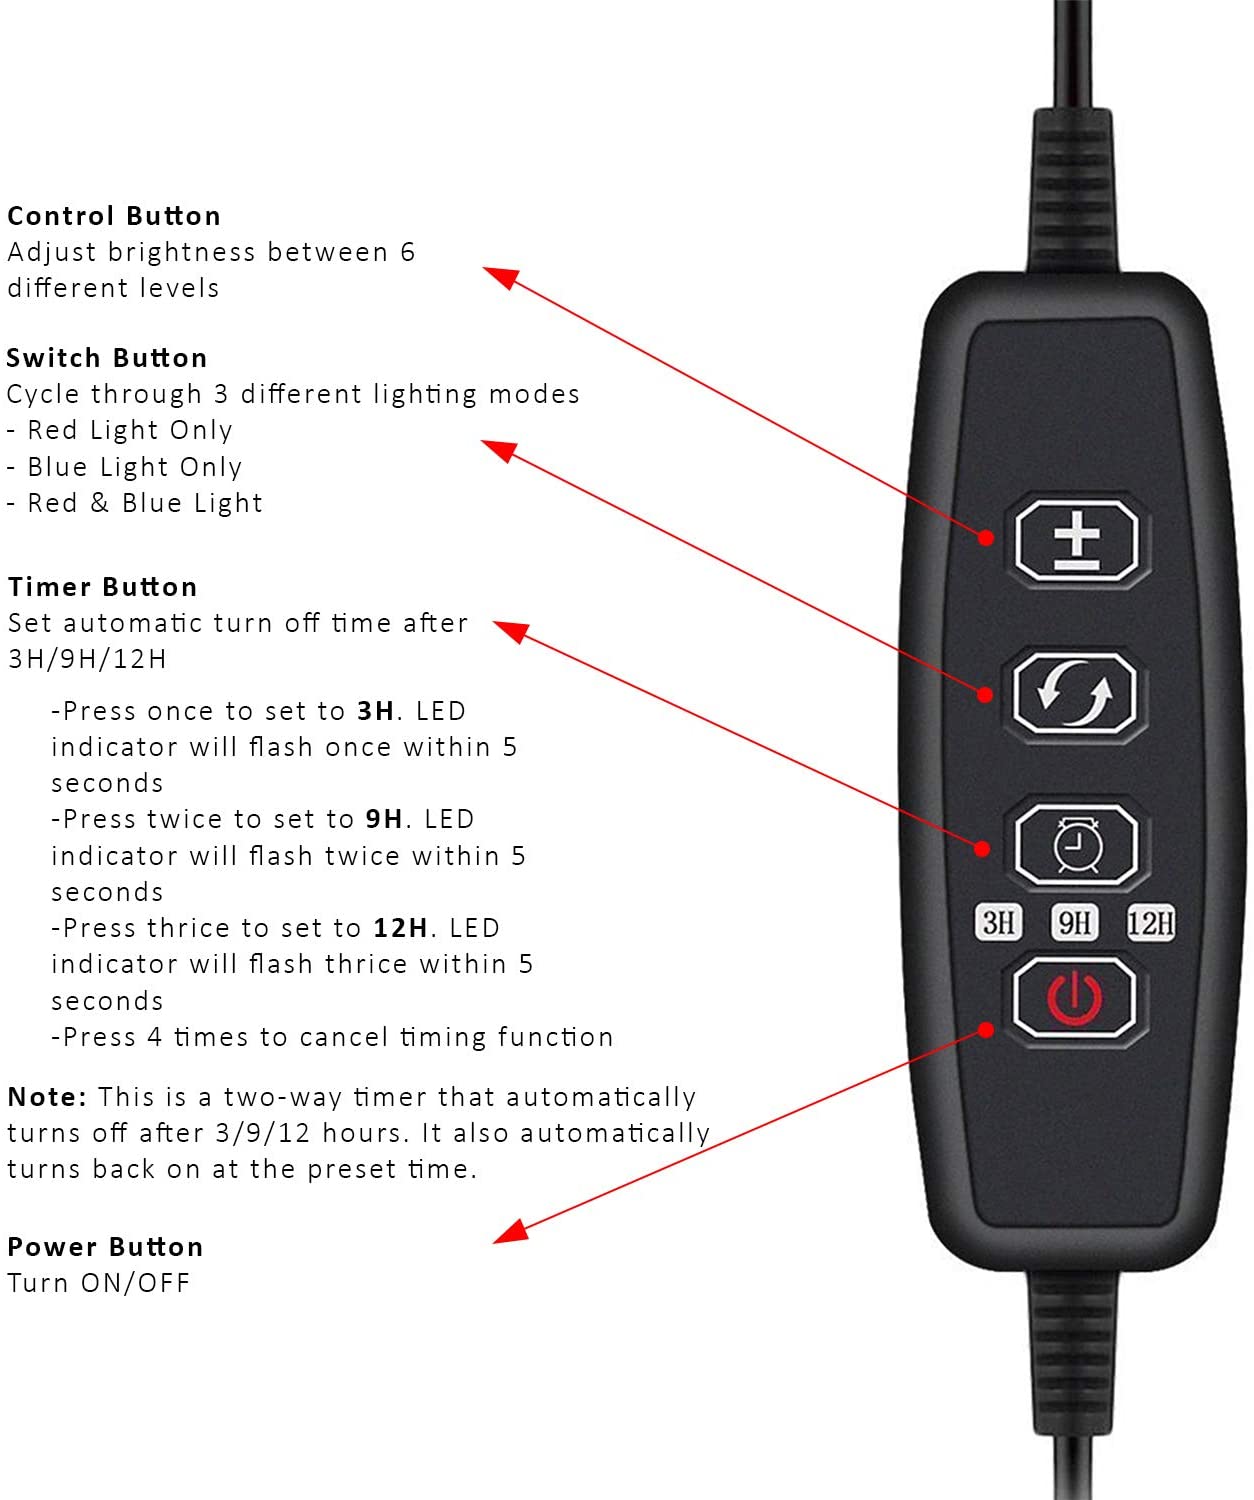 Control Button
Adjust brightness between 6
different levels
Switch Button
Cycle through 3 different lighting modes
- Red Light Only
- Blue Light Only
- Red & Blue Light
Timer Button
Set automatic turn off time after
3H/9H/12H
-Press once to set to 3H. LED
indicator will flash once within 5
seconds
-Press twice to set to 9H. LED
indicator will flash twice within 5
seconds
-Press thrice to set to 12H. LED
indicator will flash thrice within 5
seconds
-Press 4 times to cancel timing function
Note: This is a two-way timer that automatically
turns off after 3/9/12 hours. It also automatically
turns back on at the preset time.
Power Button
Turn ON/OFF
±
3H 9H 12H